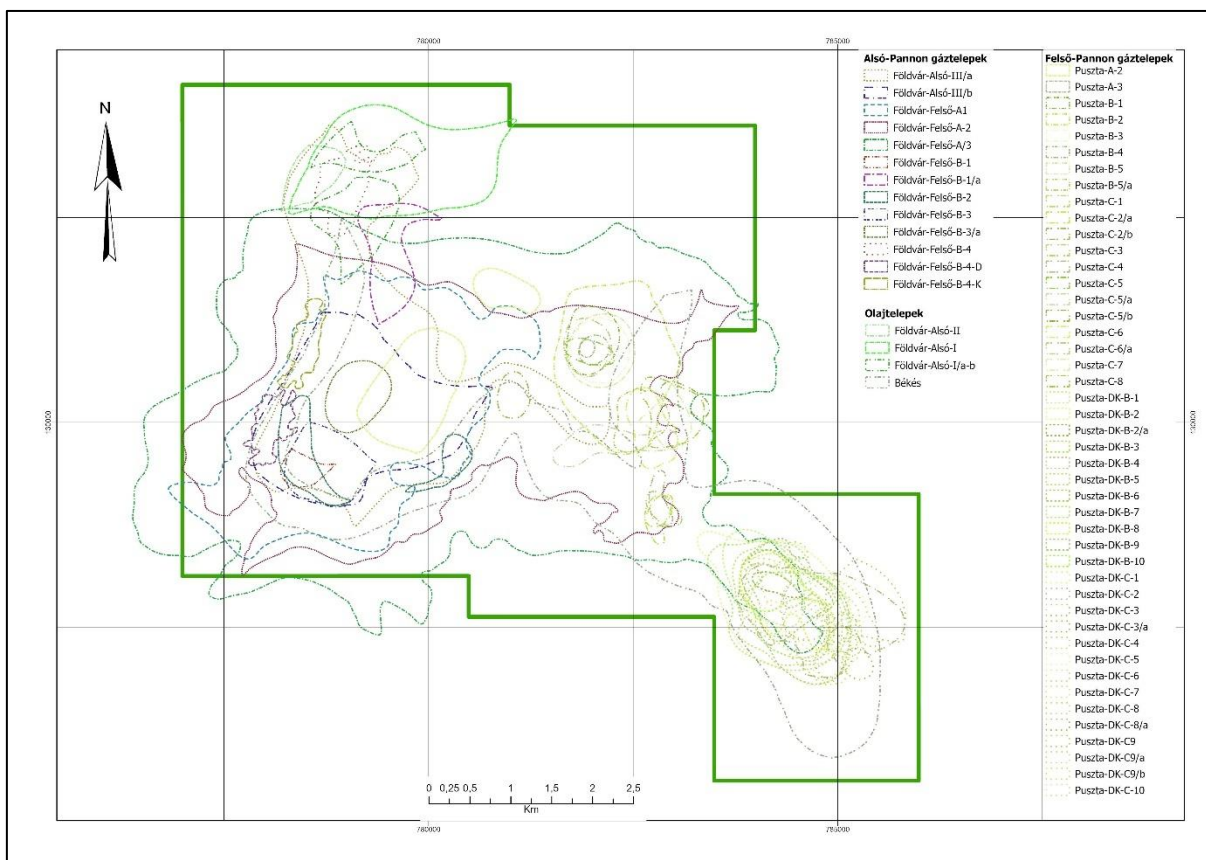 780000
785000
N
Alsó-Pannon gáztelepek
Földvár-Alsó-III/a
Földvár-Alsó-III/b
Földvár-Felső-A1
Földvár-Felső-A-2
Földvár-Felső-A/3
Földvár-Felső-B-1
Földvár-Felső-B-1/a
Földvár-Felső-B-2
Földvár-Felső-B-3
Földvár-Felső-B-3/a
Földvár-Felső-B-4
Földvár-Felső-B-4-D
Földvár-Felső-B-4-K
Olajtelepek
Földvár-Alsó-II
Földvár-Alsó-I
Földvár-Alsó-I/a-b
Békés
Felső-Pannon gáztelepek
Puszta-A-2
Puszta-A-3
Puszta-B-1
Puszta-B-2
Puszta-B-3
Puszta-B-4
Puszta-B-5
Puszta-B-5/a
Puszta-C-1
Puszta-C-2/a
Puszta-C-2/b
Puszta-C-3
Puszta-C-4
Puszta-C-5
Puszta-C-5/a
Puszta-C-5/b
Puszta-C-6
Puszta-C-6/a
Puszta-C-7
Puszta-C-8
Puszta-DK-B-1
Puszta-DK-B-2
Puszta-DK-B-2/a
Puszta-DK-B-3
Puszta-DK-B-4
Puszta-DK-B-5
Puszta-DK-B-6
Puszta-DK-B-7
Puszta-DK-B-8
Puszta-DK-B-9
Puszta-DK-B-10
Puszta-DK-C-1
Puszta-DK-C-2
Puszta-DK-C-3
Puszta-DK-C-3/a
Puszta-DK-C-4
Puszta-DK-C-5
Puszta-DK-C-6
Puszta-DK-C-7
Puszta-DK-C-8
Puszta-DK-C-8/a
Puszta-DK-C9
Puszta-DK-C9/a
Puszta-DK-C9/b
Puszta-DK-C-10
130000
130000
0 0,25 0,5 1 1,5 2 2,5
Km
780000
785000